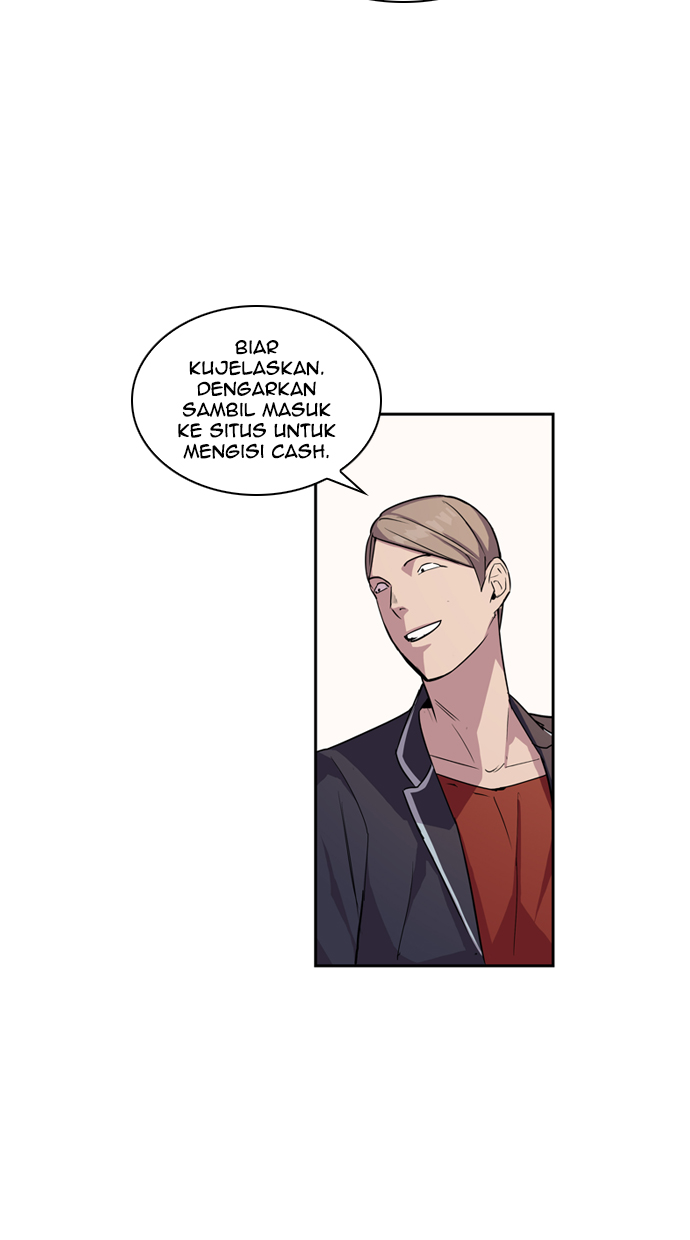 BIAR
KUJELASKAN.
DENGARKAN
SAMBIL MASUK
KE SITUS UNTUK
MENGISI CASH.